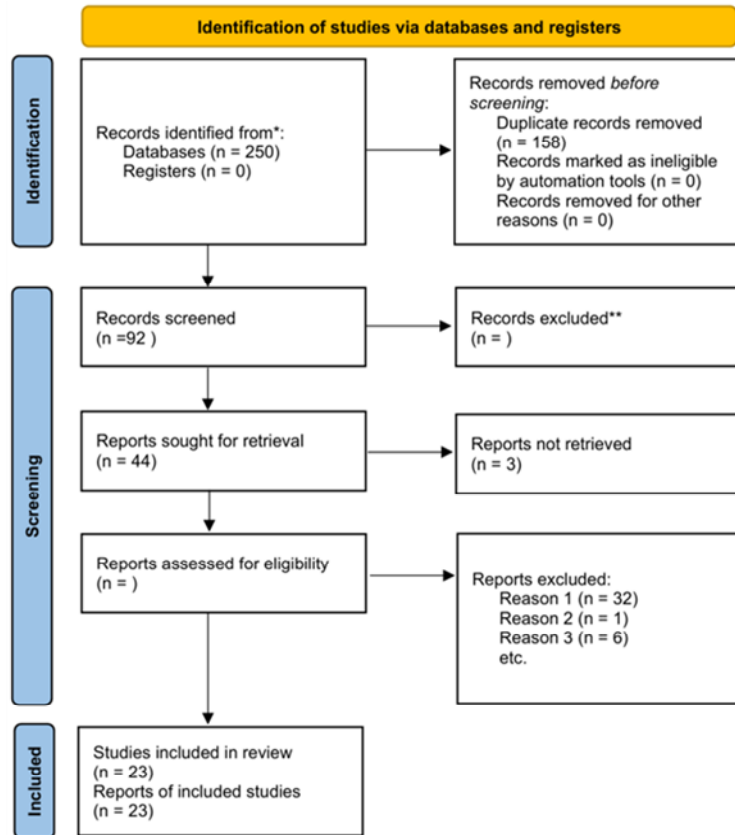 Identification of studies via databases and registers
Identification
Records identified from*:
Databases (n = 250)
Registers (n = 0)
Records removed before
screening:
Duplicate records removed
(n = 158)
Records marked as ineligible
by automation tools (n = 0)
Records removed for other
reasons (n = 0)
Screening
Records screened
(n =92 )
Records excluded**
(n = )
Reports sought for retrieval
(n = 44)
Reports not retrieved
(n = 3)
Reports assessed for eligibility
(n = )
Reports excluded:
Reason 1 (n = 32)
Reason 2 (n = 1)
Reason 3 (n = 6)
etc.
Included
Studies included in review
(n = 23)
Reports of included studies
(n = 23)